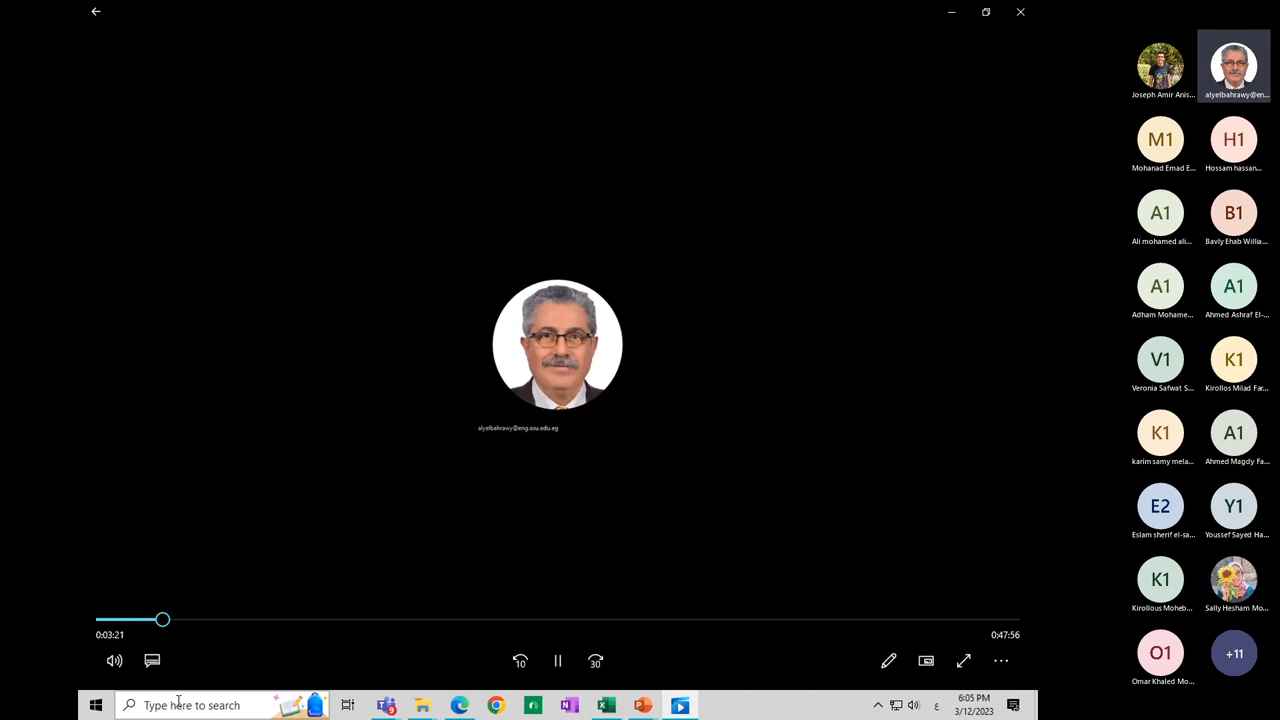 Joseph Amir Anis...
alyelbahrawy@en...
M1
H1
Mohanad Emad E...
Hossam hassan...
A1
B1
Ali mohamed ali...
Bavly Ehab Willia...
A1
A1
Adham Mohame...
Ahmed Ashraf El-...
V1
K1
Veronia Safwat S...
Kirollos Milad Far...
K1
A1
karim samy mela...
Ahmed Magdy Fa...
E2
Y1
Eslam sherif el-sa...
Youssef Sayed Ha...
K1
Kirollous Moheb...
Sally Hesham Mo...
O1
+11
Omar Khaled Mo...
alyelbahrawy@eng.asu.edu.eg
0:03:21
0:47:56
10
30
Type here to search
9
ع
6:05 PM
3/12/2023